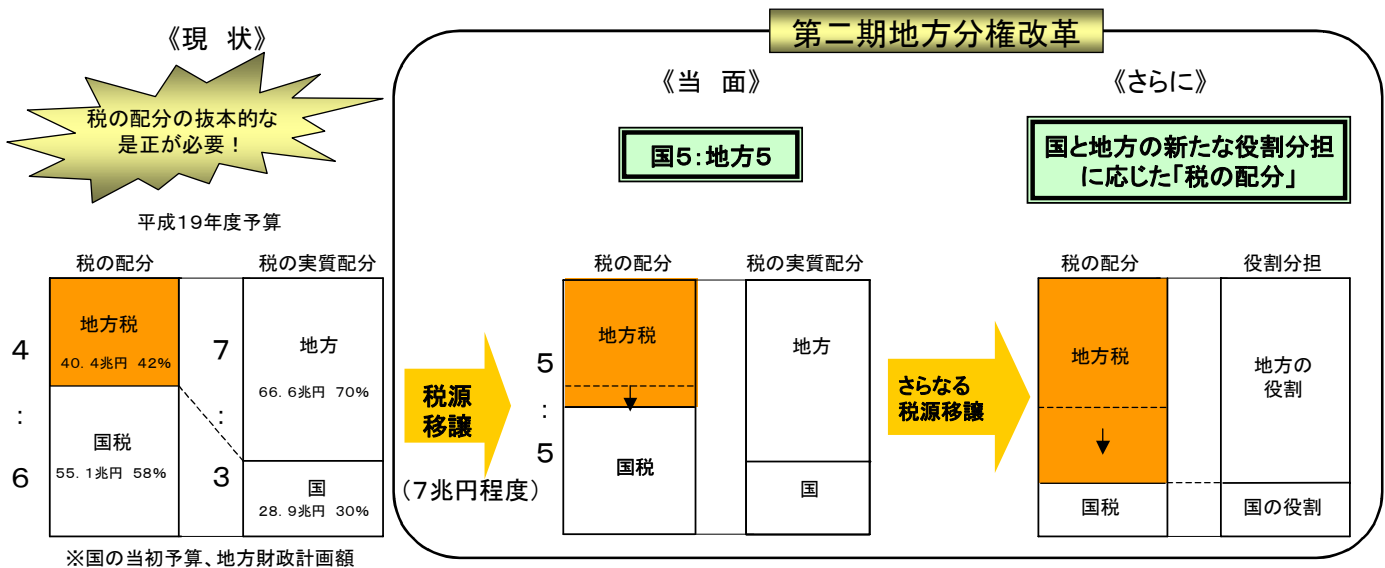 第二期地方分権改革
《現　状》
税の配分の抜本的な
是正が必要！
平成19年度予算
税の配分
税の実質配分
4
：
6
地方税
40.4兆円 42%
国税
55.1兆円 58%
7
：
3
地方
66.6兆円 70%
国
28.9兆円 30%
※国の当初予算、地方財政計画額
税源
移譲
（7兆円程度）
《当　面》
国5：地方5
税の配分
税の実質配分
5
：
5
地方税
国税
地方
国
さらなる
税源移譲
《さらに》
国と地方の新たな役割分担
に応じた「税の配分」
税の配分
役割分担
地方税
国税
地方の
役割
国の役割